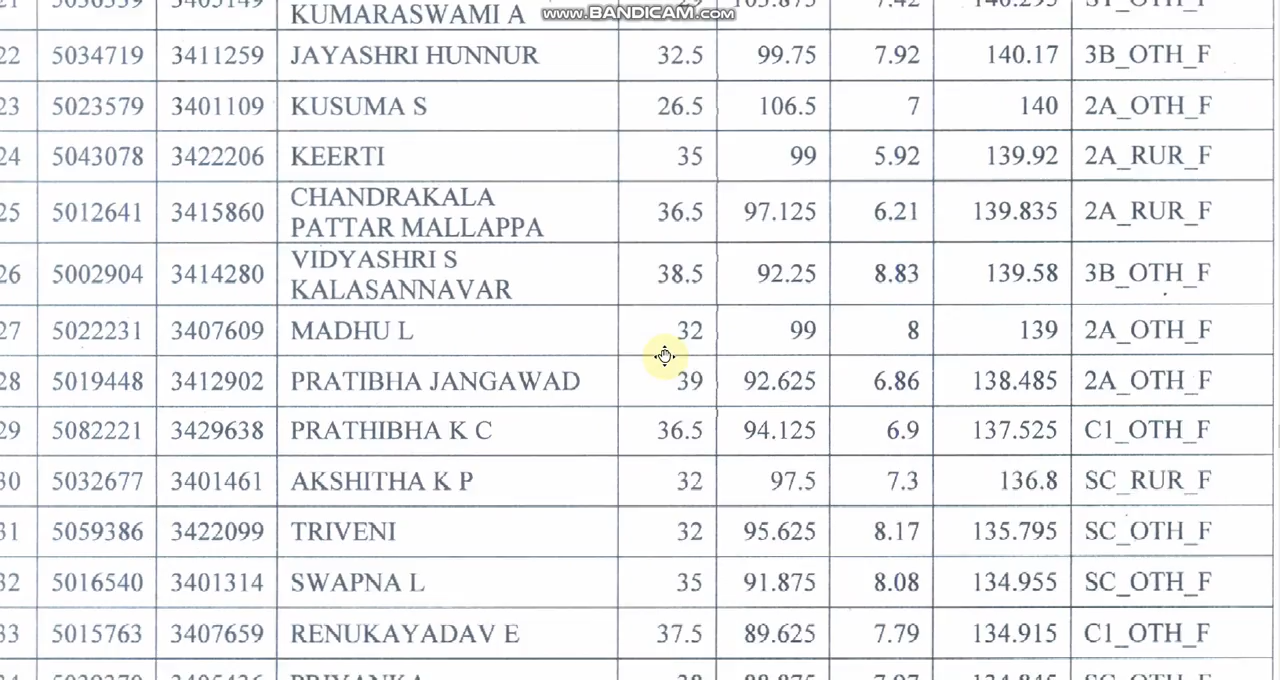 www.BANDICAM.com
KUMARASWAMI A
22 5034719 3411259 JAYASHRI HUNNUR 32.5 99.75 7.92 140.17 3B_OTH_F
23 5023579 3401109 KUSUMA S 26.5 106.5 7 140 2A_OTH_F
24 5043078 3422206 KEERTI 35 99 5.92 139.92 2A_RUR_F
CHANDRAKALA
25 5012641 3415860 36.5 97.125 6.21 139.835 2A_RUR_F
PATTAR MALLAPPA
VIDYASHRI S
26 5002904 3414280 38.5 92.25 8.83 139.58 3B_OTH_F
KALASANNAVAR
27 5022231 3407609 MADHU L 32 99 8 139 2A_OTH_F
28 5019448 3412902 PRATIBHA JANGAWAD 39 92.625 6.86 138.485 2A_OTH_F
29 5082221 3429638 PRATHIBHA K C 36.5 94.125 6.9 137.525 C1_OTH_F
30 5032677 3401461 AKSHITHA K P 32 97.5 7.3 136.8 SC_RUR_F
31 5059386 3422099 TRIVENI 32 95.625 8.17 135.795 SC_OTH_F
32 5016540 3401314 SWAPNA L 35 91.875 8.08 134.955 SC_OTH_F
33 5015763 3407659 RENUKAYADAV E 37.5 89.625 7.79 134.915 C1_OTH_F